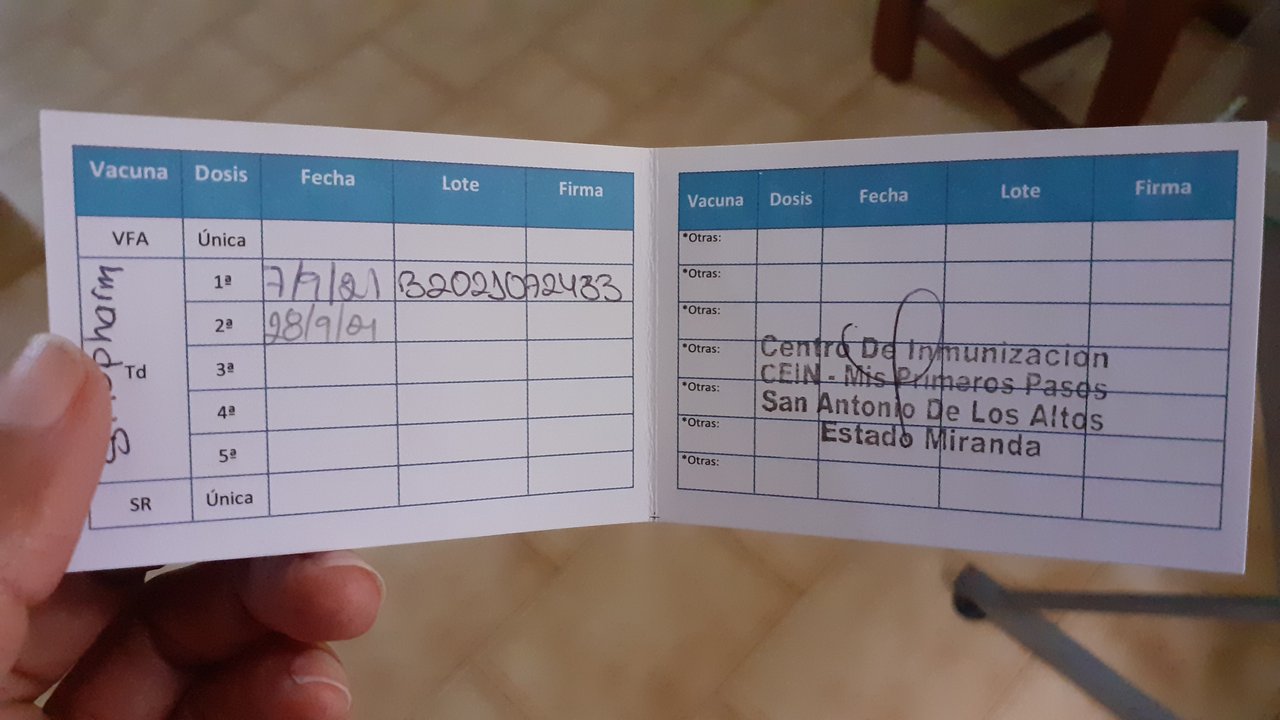 Vacuna Dosis Fecha Lote Firma
VFA Única
1ª 7/9/21 B2021072433
2ª 28/9/21
Td 3ª
4ª
5ª
SR Única
Vacuna Dosis Fecha Lote Firma
*Otras:
*Otras:
*Otras:
*Otras:
*Otras:
*Otras:
*Otras:
Centro De Inmunizacion
CEIN - Mis Primeros Pasos
San Antonio De Los Altos
Estado Miranda